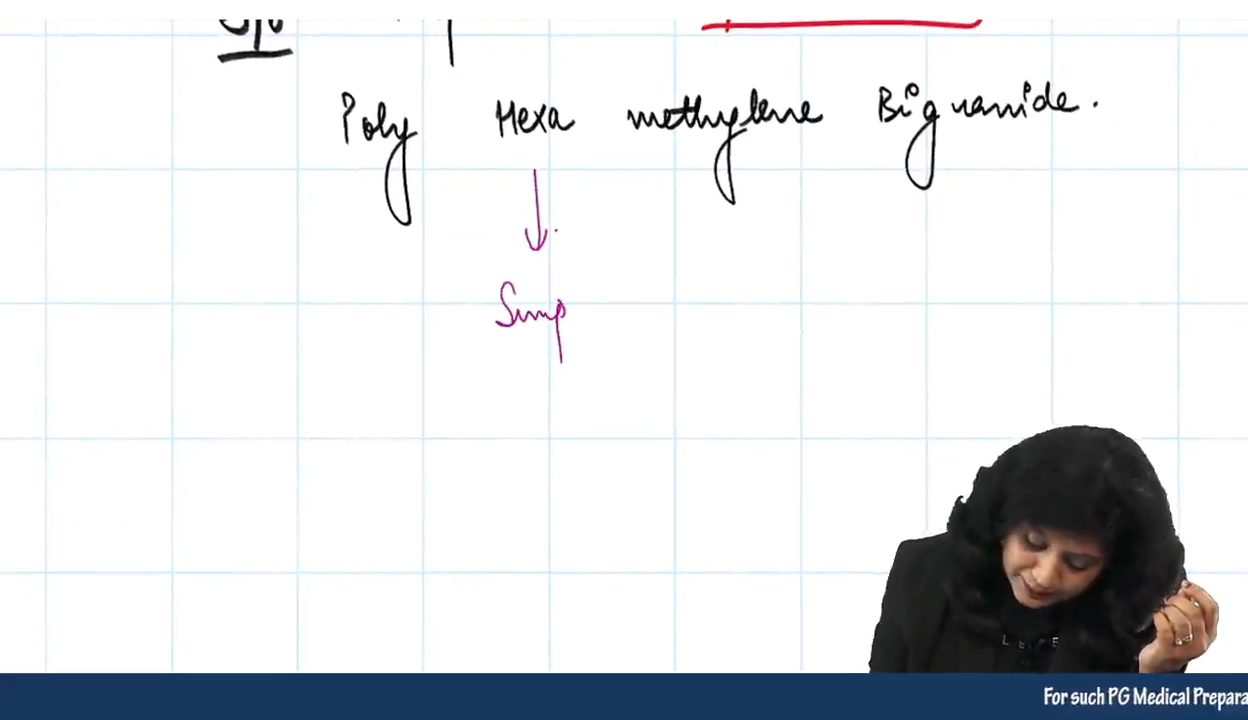 Poly Hexa methylene Biguanide.
Simp
For such PG Medical Prepara